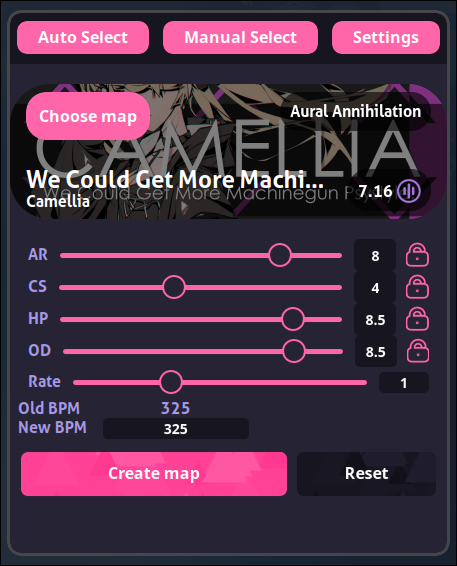 Auto Select
Manual Select
Settings
Choose map
Aural Annihilation
CAMELLIA
We Could Get More Machi...
We Could Get More Machinegun Psy
Camellia
7.16
AR 8
CS 4
HP 8.5
OD 8.5
Rate 1
Old BPM 325
New BPM 325
Create map
Reset